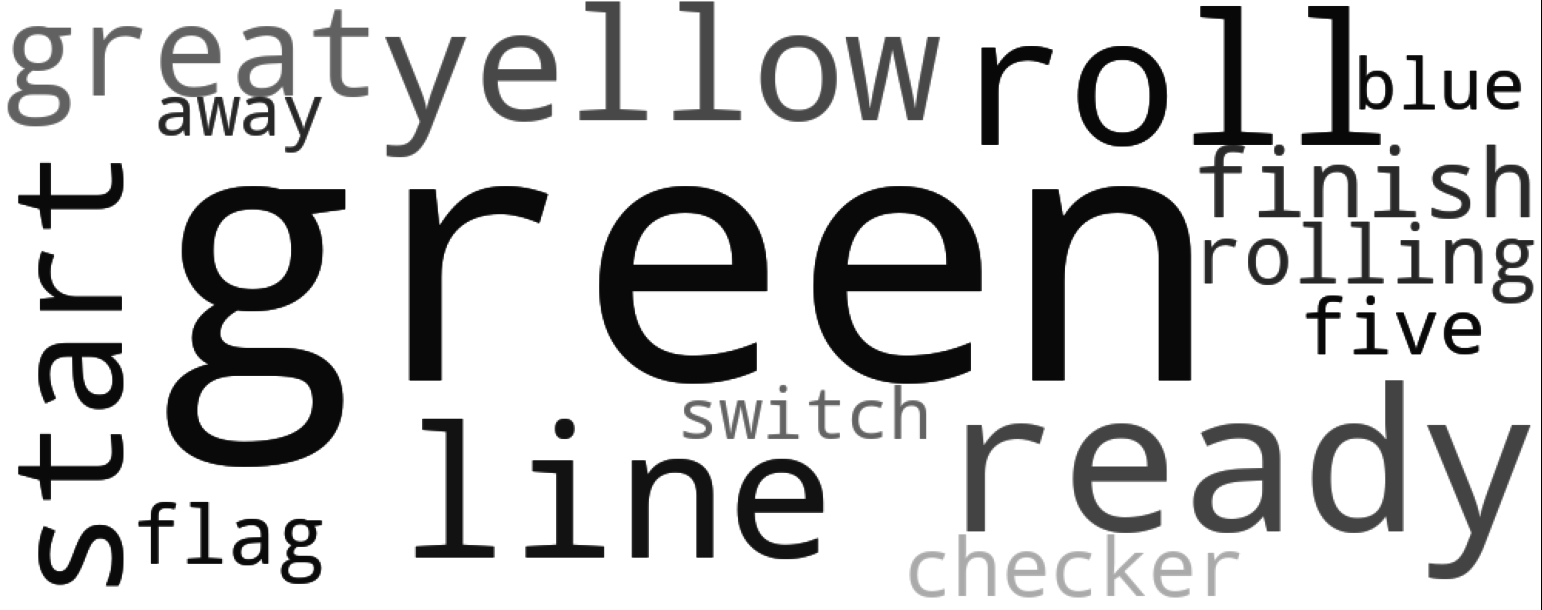 great
yellow
roll
blue
away
finish
start
green
rolling
five
switch
ready
line
flag
checker